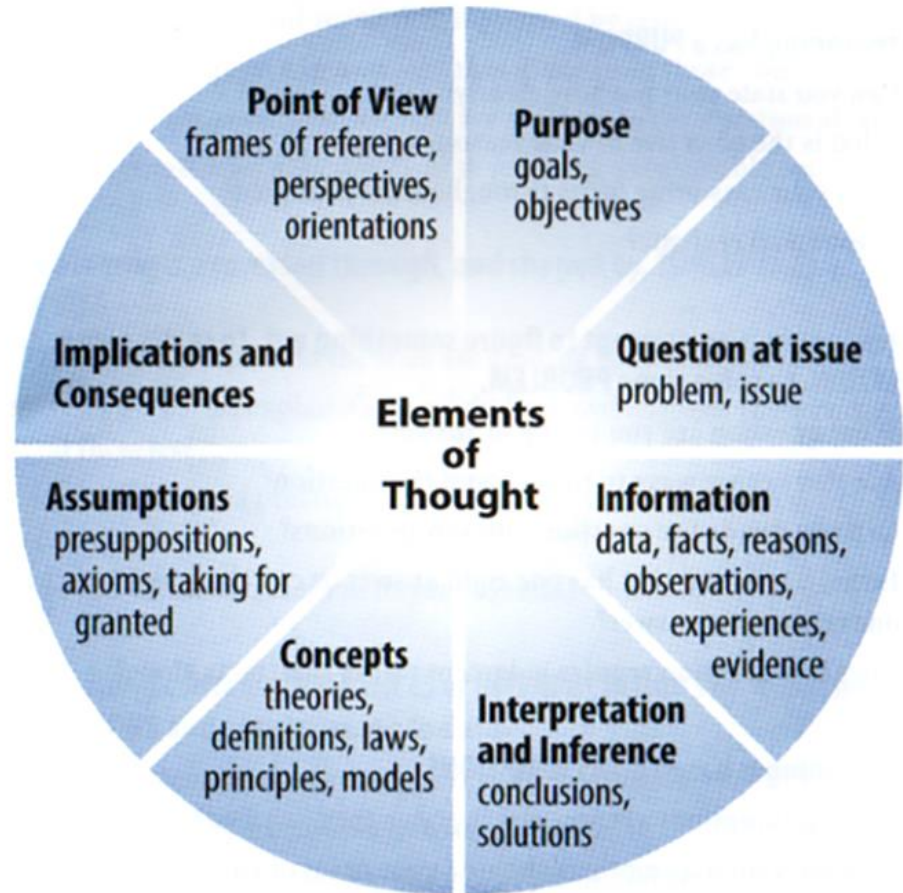 Point of View
frames of reference,
perspectives,
orientations
Purpose
goals,
objectives
Question at issue
problem, issue
Information
data, facts, reasons,
observations,
experiences,
evidence
Interpretation
and Inference
conclusions,
solutions
Concepts
theories,
definitions, laws,
principles, models
Assumptions
presuppositions,
axioms, taking for
granted
Implications and
Consequences
Elements
of
Thought